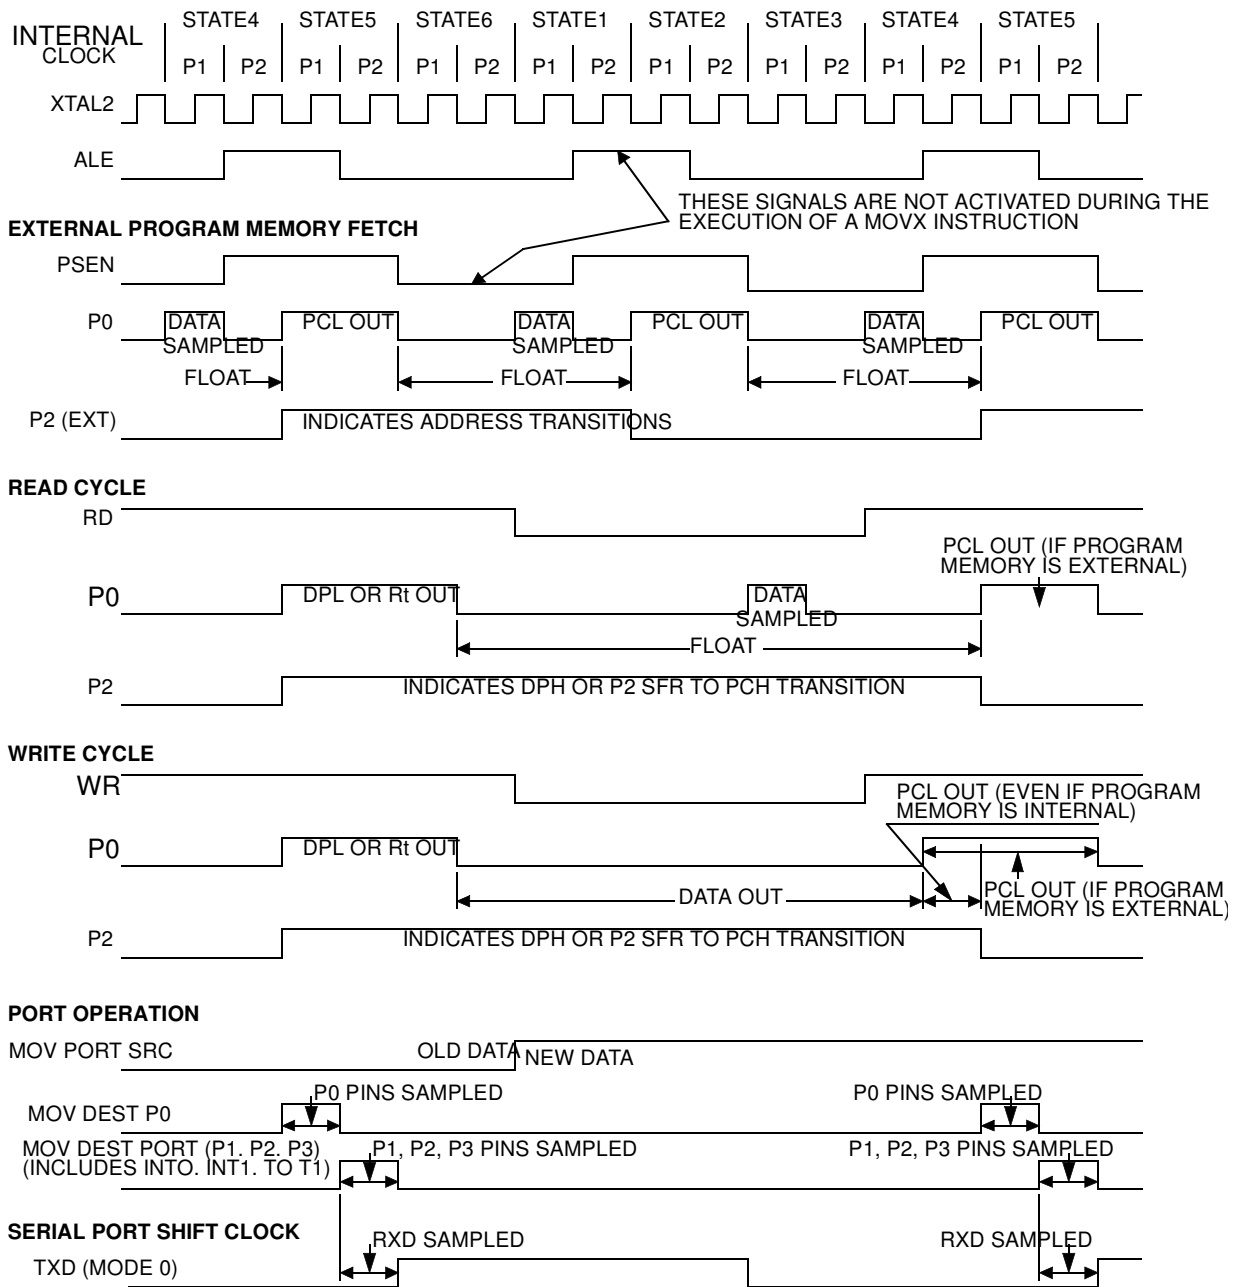 STATE4 STATE5 STATE6 STATE1 STATE2 STATE3 STATE4 STATE5
INTERNAL
CLOCK
P1 P2 P1 P2 P1 P2 P1 P2 P1 P2 P1 P2 P1 P2 P1 P2
XTAL2
ALE
THESE SIGNALS ARE NOT ACTIVATED DURING THE
EXECUTION OF A MOVX INSTRUCTION
EXTERNAL PROGRAM MEMORY FETCH
PSEN
P0 DATA PCL OUT DATA PCL OUT DATA PCL OUT
SAMPLED SAMPLED SAMPLED
FLOAT FLOAT FLOAT
P2 (EXT) INDICATES ADDRESS TRANSITIONS
READ CYCLE
RD
PCL OUT (IF PROGRAM
MEMORY IS EXTERNAL)
P0 DPL OR Rt OUT DATA
SAMPLED
FLOAT
P2 INDICATES DPH OR P2 SFR TO PCH TRANSITION
WRITE CYCLE
WR
PCL OUT (EVEN IF PROGRAM
MEMORY IS INTERNAL)
P0 DPL OR Rt OUT
DATA OUT
PCL OUT (IF PROGRAM
MEMORY IS EXTERNAL)
P2 INDICATES DPH OR P2 SFR TO PCH TRANSITION
PORT OPERATION
MOV PORT SRC OLD DATA NEW DATA
P0 PINS SAMPLED P0 PINS SAMPLED
MOV DEST P0
MOV DEST PORT (P1. P2. P3) P1, P2, P3 PINS SAMPLED P1, P2, P3 PINS SAMPLED
(INCLUDES INTO. INT1. TO T1)
SERIAL PORT SHIFT CLOCK
RXD SAMPLED RXD SAMPLED
TXD (MODE 0)